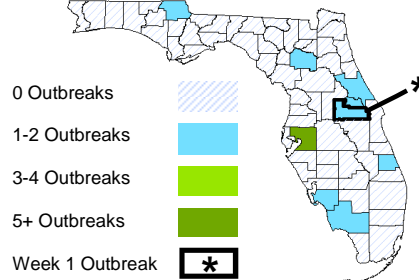 *
0 Outbreaks
1-2 Outbreaks
3-4 Outbreaks
5+ Outbreaks
Week 1 Outbreak *